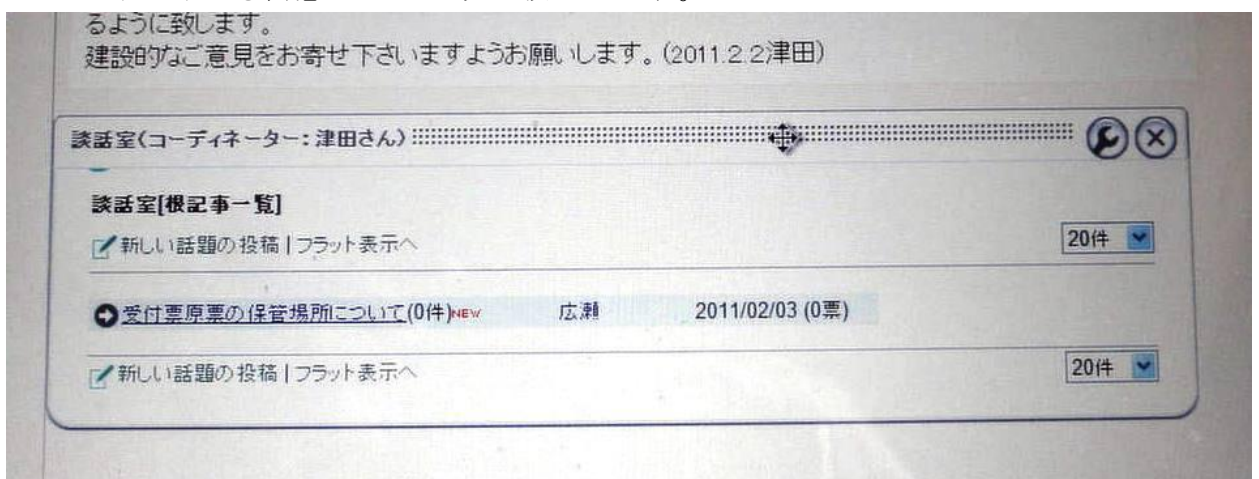 るように致します。
建設的なご意見をお寄せ下さいますようお願いします。(2011.2.2津田)
談話室(コーディネーター:津田さん)
談話室[根記事一覧]
新しい話題の投稿 | フラット表示へ
20件
受付票原票の保管場所について(0件)NEW 広瀬 2011/02/03 (0票)
新しい話題の投稿 | フラット表示へ
20件